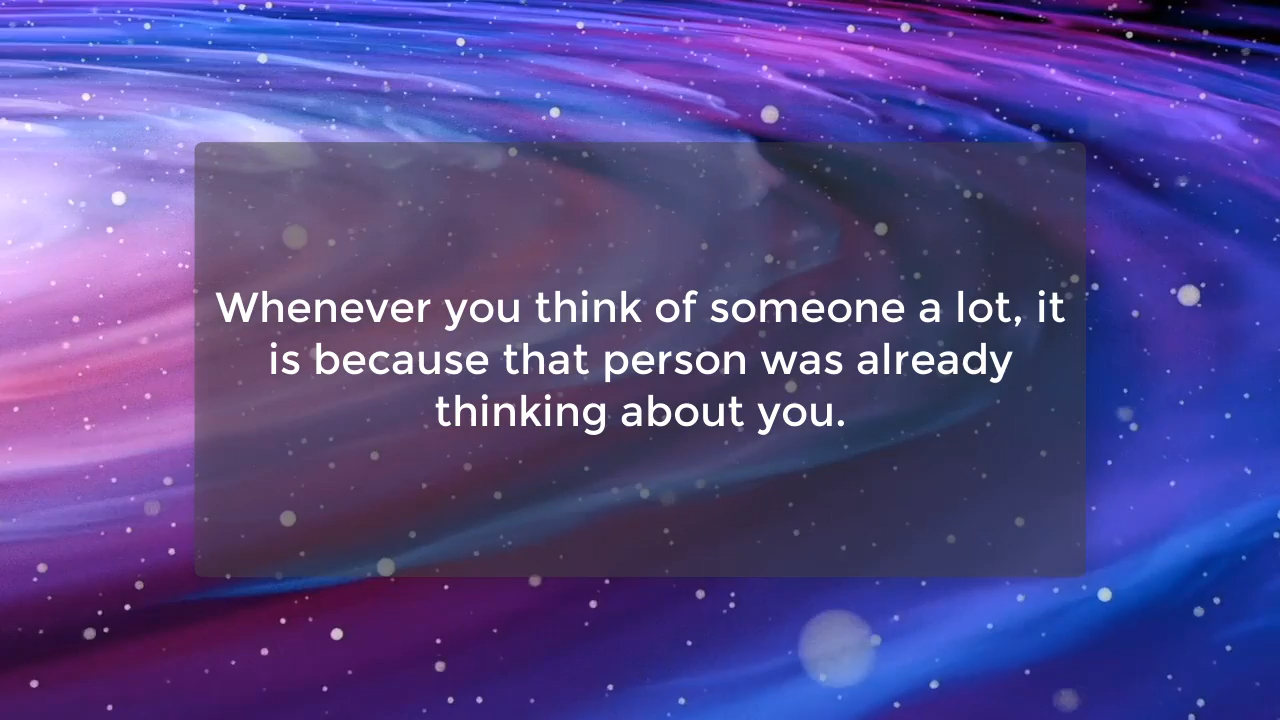 Whenever you think of someone a lot, it
is because that person was already
thinking about you.